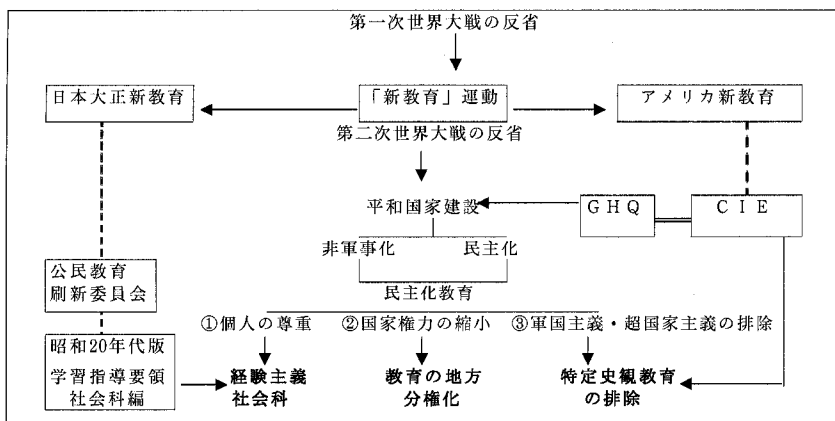 第一次世界大戦の反省
日本大正新教育
「新教育」運動
アメリカ新教育
第二次世界大戦の反省
平和国家建設
GHQ
CIE
非軍事化
民主化
公民教育
刷新委員会
民主化教育
①個人の尊重
②国家権力の縮小
③軍国主義・超国家主義の排除
昭和20年代版
学習指導要領
社会科編
経験主義
社会科
教育の地方
分権化
特定史観教育
の排除